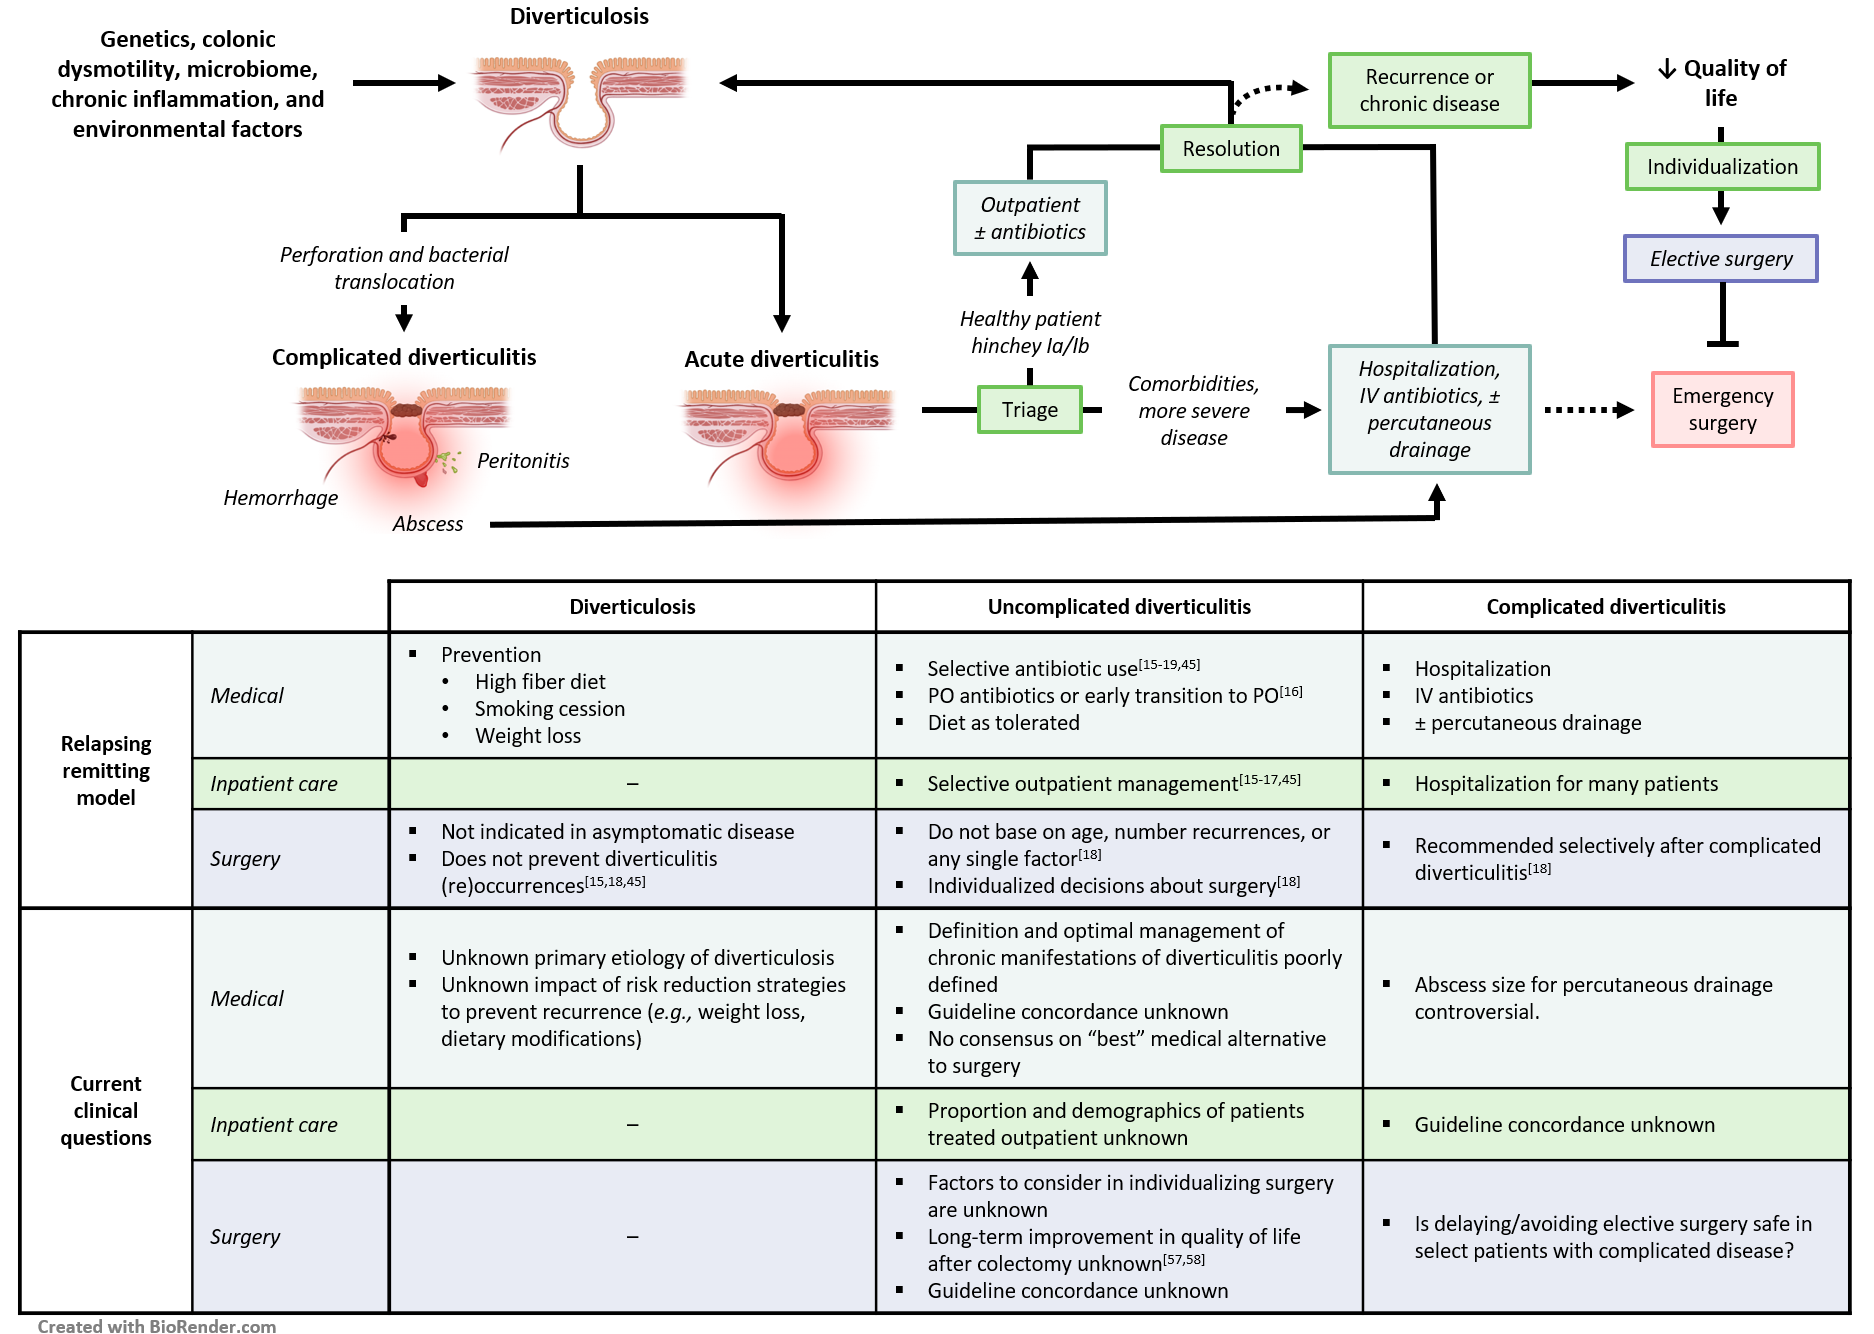 Diverticulosis
Genetics, colonic
dysmotility, microbiome,
chronic inflammation, and
environmental factors
Recurrence or
chronic disease
↓ Quality of
life
Resolution
Individualization
Outpatient
± antibiotics
Elective surgery
Perforation and bacterial
translocation
Healthy patient
hinchey Ia/Ib
Complicated diverticulitis
Acute diverticulitis
Triage
Comorbidities,
more severe
disease
Hospitalization,
IV antibiotics, ±
percutaneous
drainage
Emergency
surgery
Peritonitis
Hemorrhage
Abscess
Diverticulosis
Uncomplicated diverticulitis
Complicated diverticulitis
Relapsing
remitting
model
Medical
▪ Prevention
• High fiber diet
• Smoking cession
• Weight loss
▪ Selective antibiotic use[15-19,45]
▪ PO antibiotics or early transition to PO[16]
▪ Diet as tolerated
▪ Hospitalization
▪ IV antibiotics
▪ ± percutaneous drainage
Inpatient care
–
▪ Selective outpatient management[15-17,45]
▪ Hospitalization for many patients
Surgery
▪ Not indicated in asymptomatic disease
▪ Does not prevent diverticulitis
(re)occurrences[15,18,45]
▪ Do not base on age, number recurrences, or
any single factor[18]
▪ Individualized decisions about surgery[18]
▪ Recommended selectively after complicated
diverticulitis[18]
Current
clinical
questions
Medical
▪ Unknown primary etiology of diverticulosis
▪ Unknown impact of risk reduction strategies
to prevent recurrence (e.g., weight loss,
dietary modifications)
▪ Definition and optimal management of
chronic manifestations of diverticulitis poorly
defined
▪ Guideline concordance unknown
▪ No consensus on “best” medical alternative
to surgery
▪ Abscess size for percutaneous drainage
controversial.
Inpatient care
–
▪ Proportion and demographics of patients
treated outpatient unknown
▪ Guideline concordance unknown
Surgery
–
▪ Factors to consider in individualizing surgery
are unknown
▪ Long-term improvement in quality of life
after colectomy unknown[57,58]
▪ Guideline concordance unknown
▪ Is delaying/avoiding elective surgery safe in
select patients with complicated disease?
Created with BioRender.com